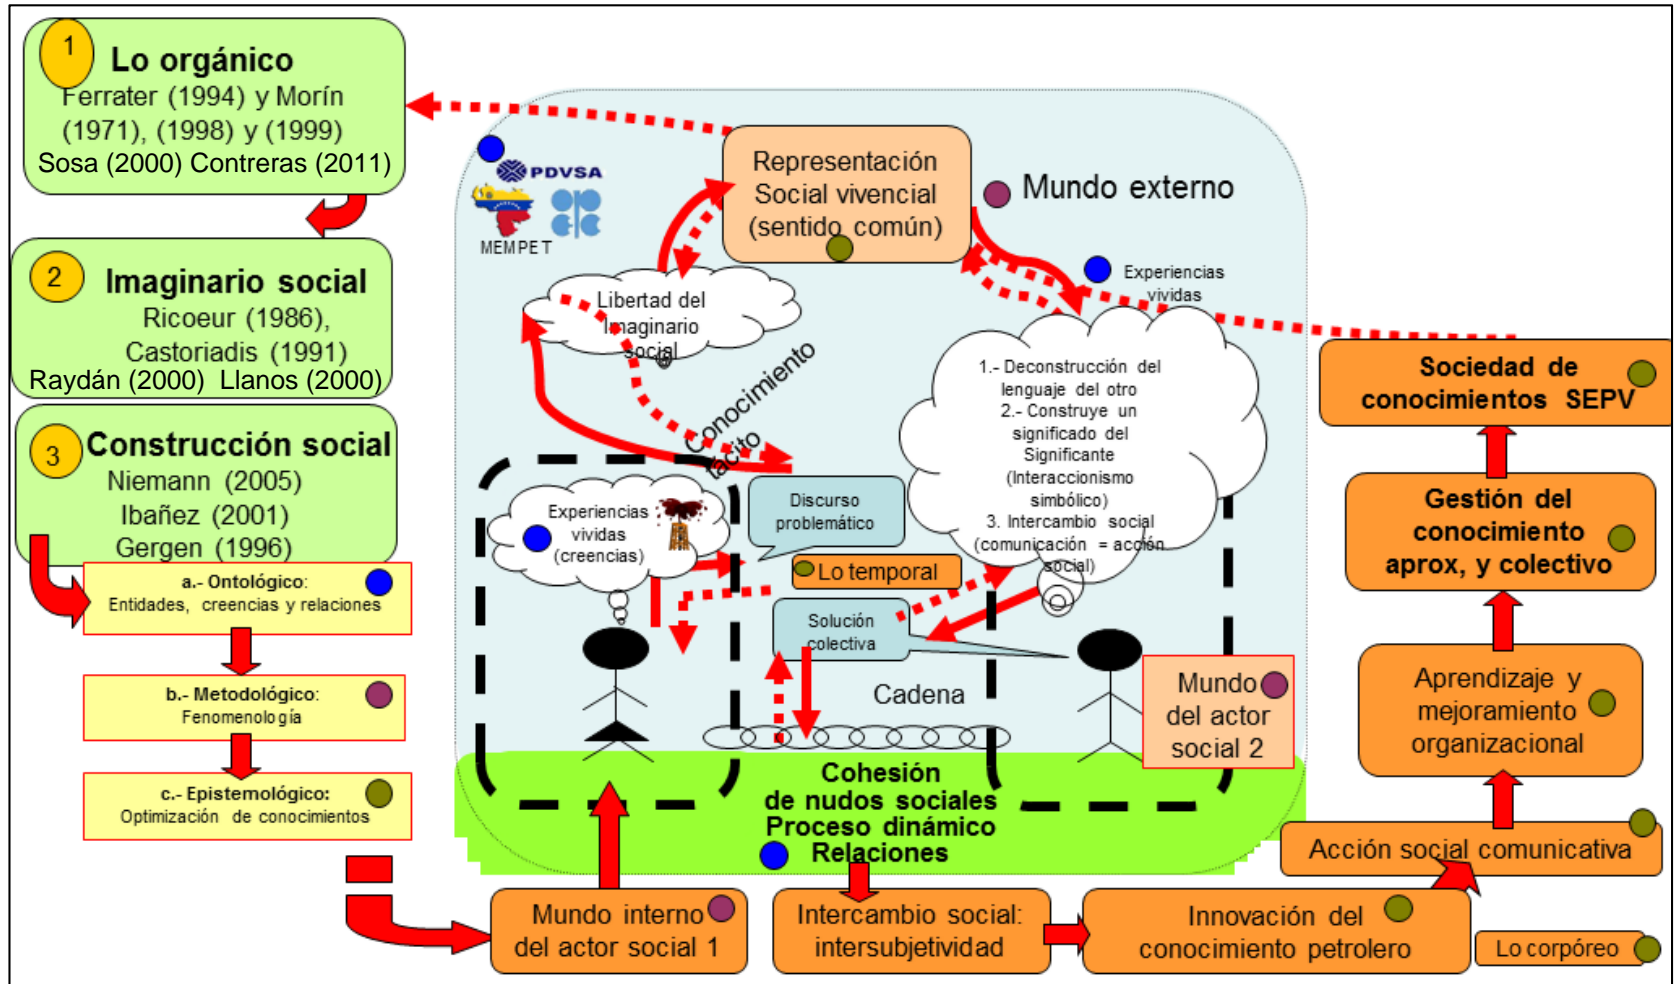 1
Lo orgánico
Ferrater (1994) y Morín
(1971), (1998) y (1999)
Sosa (2000) Contreras (2011)
2
Imaginario social
Ricoeur (1986),
Castoriadis (1991)
Raydán (2000) Llanos (2000)
3
Construcción social
Niemann (2005)
Ibañez (2001)
Gergen (1996)
a.- Ontológico:
Entidades, creencias y relaciones
b.- Metodológico:
Fenomenología
c.- Epistemológico:
Optimización de conocimientos
PDVSA
MEMPET
Representación
Social vivencial
(sentido común)
Mundo externo
Experiencias
vividas
Libertad del
Imaginario
social
Conocimiento
tácito
1.- Deconstrucción del
lenguaje del otro
2.- Construye un
significado del
Significante
(Interaccionismo
simbólico)
3. Intercambio social
(comunicación = acción
social)
Experiencias
vividas
(creencias)
Discurso
problemático
Lo temporal
Solución
colectiva
Cadena
Mundo
del actor
social 2
Cohesión
de nudos sociales
Proceso dinámico
Relaciones
Mundo interno
del actor social 1
Intercambio social:
intersubjetividad
Innovación del
conocimiento petrolero
Lo corpóreo
Acción social comunicativa
Aprendizaje y
mejoramiento
organizacional
Gestión del
conocimiento
aprox, y colectivo
Sociedad de
conocimientos SEPV